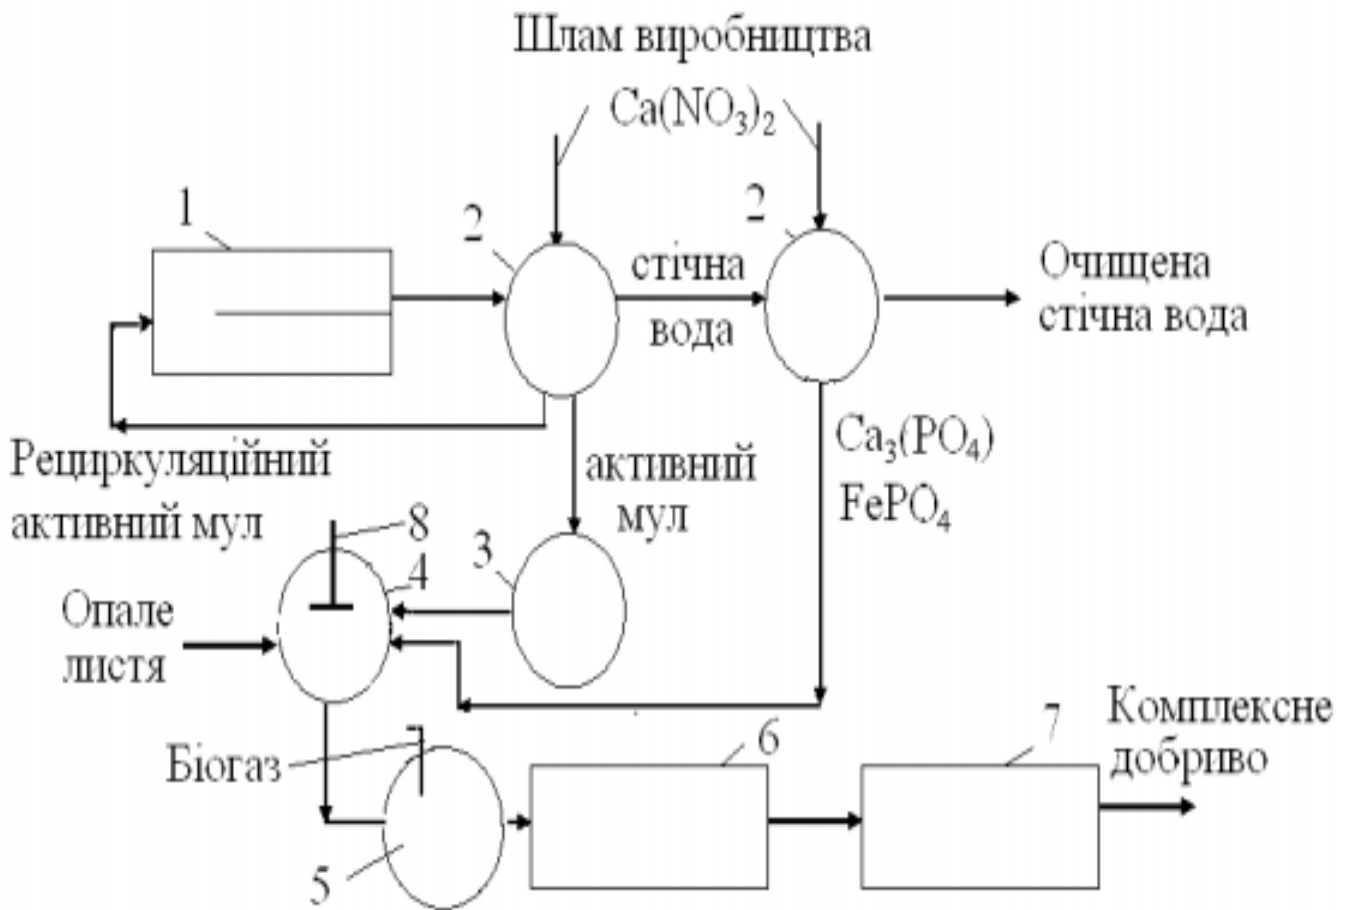 Шлам виробництва
Ca(NO₃)₂
1
2
2
стічна
вода
Очищена
стічна вода
Рециркуляційний
активний мул
активний
мул
Ca₃(PO₄)
FePO₄
8
4
3
Опале
листя
Біогаз
5
6
7
Комплексне
добриво